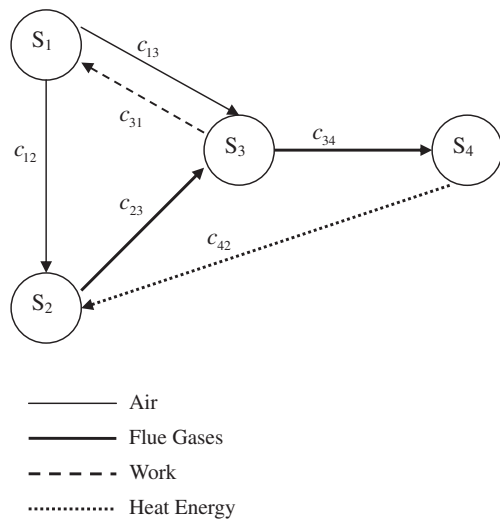 S₁
c₁₃
c₃₁
c₁₂
S₃
c₃₄
S₄
c₂₃
c₄₂
S₂
Air
Flue Gases
Work
Heat Energy